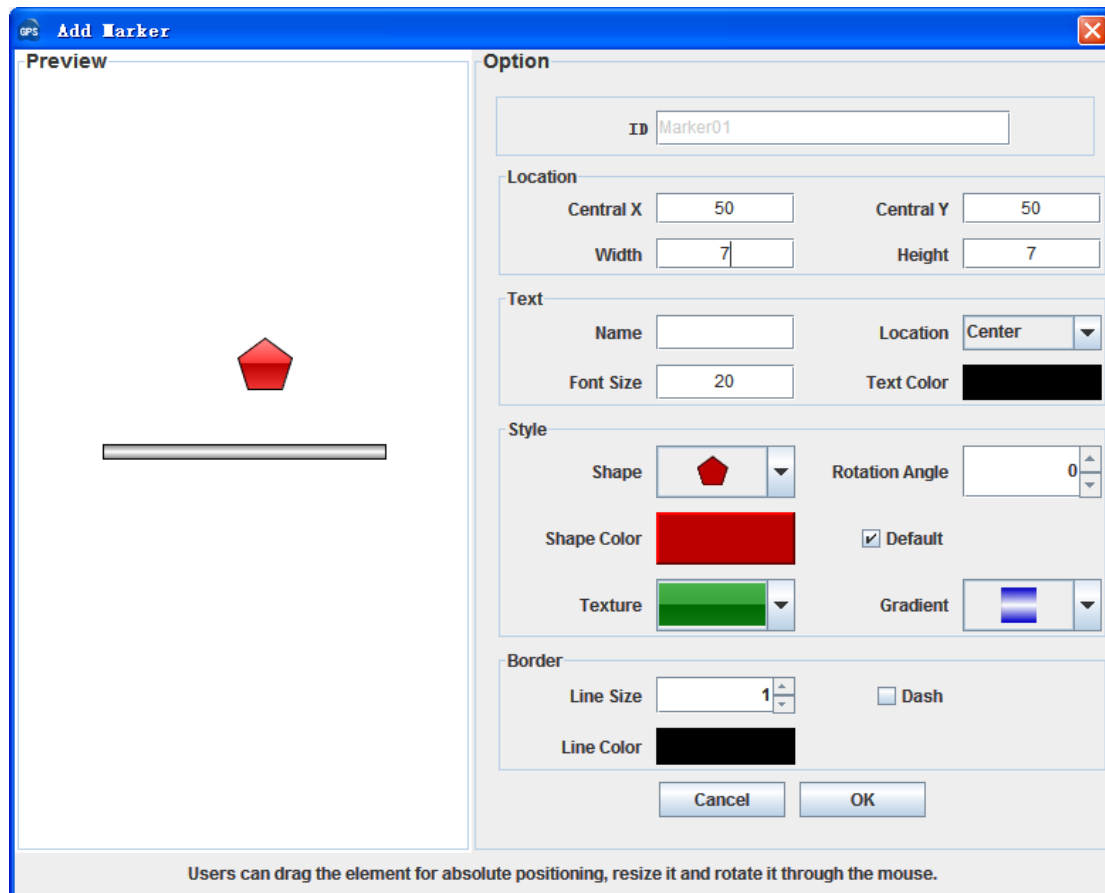 GPS Add Marker
Preview
Option
ID Marker01
Location
Central X 50 Central Y 50
Width 7 Height 7
Text
Name Location Center
Font Size 20 Text Color
Style
Shape Rotation Angle 0
Shape Color Default
Texture Gradient
Border
Line Size 1 Dash
Line Color
Cancel OK
Users can drag the element for absolute positioning, resize it and rotate it through the mouse.